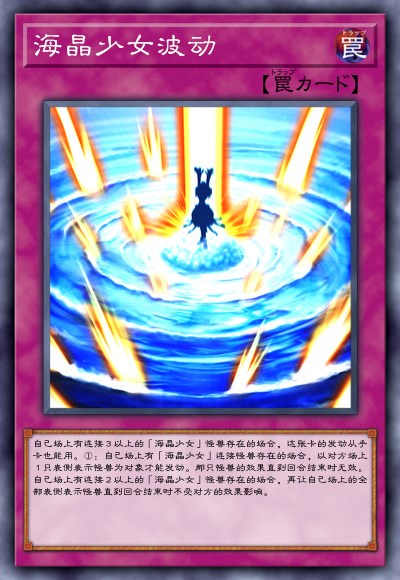 海晶少女波动
トラップ
罠
トラップ
【罠カード】
自己场上有连接３以上的「海晶少女」怪兽存在的场合，这张卡的发动从手
卡也能用。①：自己场上有「海晶少女」连接怪兽存在的场合，以对方场上
１只表侧表示怪兽为对象才能发动。那只怪兽的效果直到回合结束时无效。
自己场上有连接２以上的「海晶少女」怪兽存在的场合，再让自己场上的全
部表侧表示怪兽直到回合结束时不受对方的效果影响。